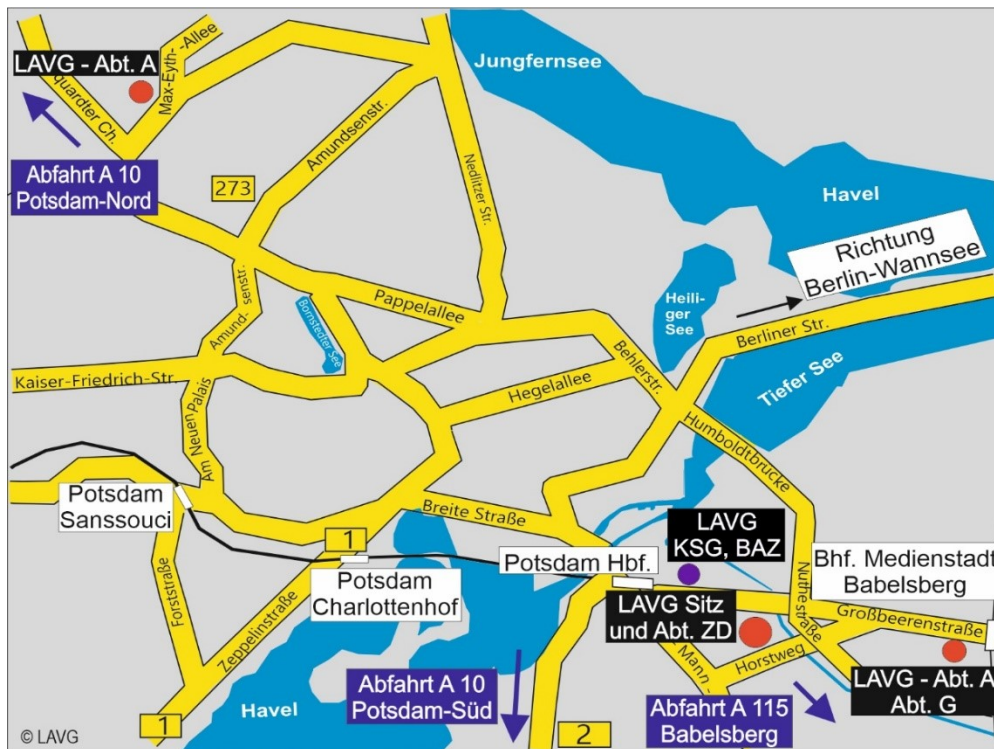 Jungfernsee
LAVG - Abt. A
Max-Eyth-
-Allee
quardter Ch.
Abfahrt A 10
Potsdam-Nord
Amundsenstr.
273
Nedlitzer Str.
Havel
Richtung
Berlin-Wannsee
Heili-
ger
See
Berliner Str.
Tiefer See
Amund-
senstr.
Bornstedter See
Pappelallee
Behlerstr.
Kaiser-Friedrich-Str.
Hegelallee
Am Neuen
Palais
Humboldtbrücke
Potsdam
Sanssouci
Breite Straße
1
Potsdam
Charlottenhof
Potsdam Hbf.
LAVG
KSG, BAZ
Bhf. Medienstadt
Babelsberg
LAVG Sitz
und Abt. ZD
Nuthestraße
Großbeerenstraße
Forststraße
Zeppelinstraße
Mann -
Horstweg
LAVG - Abt. A
Abt. G
Abfahrt A 10
Potsdam-Süd
Abfahrt A 115
Babelsberg
Havel
1
2
© LAVG